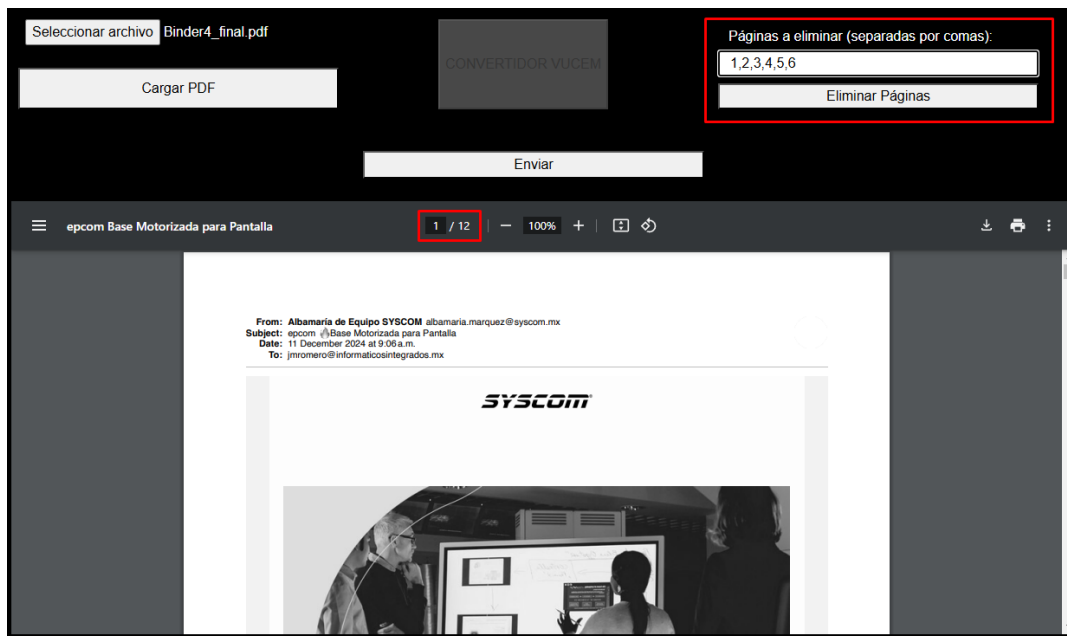 Seleccionar archivo Binder4_final.pdf
Cargar PDF
CONVERTIDOR VUCEM
Páginas a eliminar (separadas por comas):
1,2,3,4,5,6
Eliminar Páginas
Enviar
epcom Base Motorizada para Pantalla
1 / 12
100%
From: Albamaría de Equipo SYSCOM albamaria.marquez@syscom.mx
Subject: epcom 🔥Base Motorizada para Pantalla
Date: 11 December 2024 at 9:06 a.m.
To: jmromero@informaticosintegrados.mx
SYSCOM